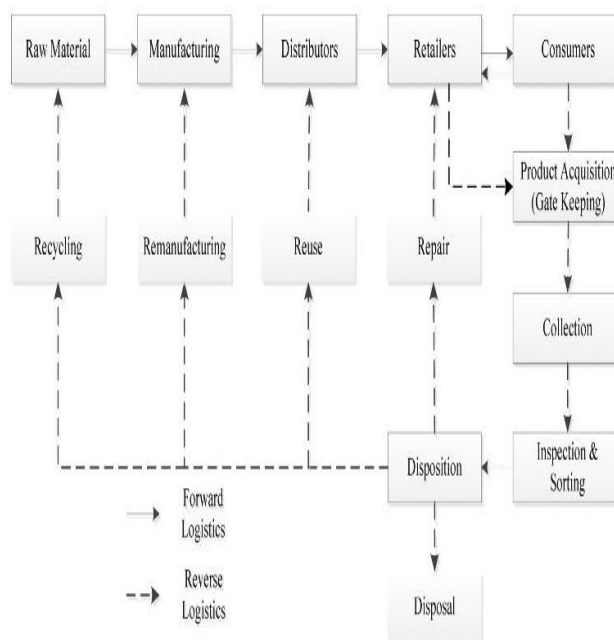 Raw Material
Manufacturing
Distributors
Retailers
Consumers
Product Acquisition
(Gate Keeping)
Recycling
Remanufacturing
Reuse
Repair
Collection
Disposition
Inspection &
Sorting
Forward
Logistics
Reverse
Logistics
Disposal